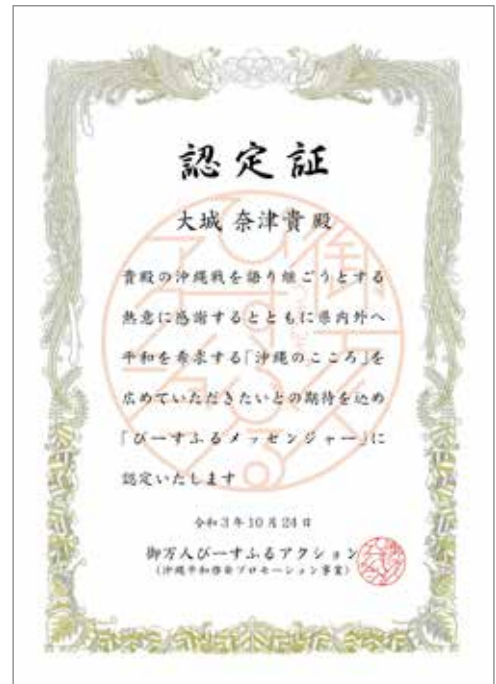 認定証
大城 奈津貴 殿
貴殿の沖縄戦を語り継ごうとする
熱意に感謝するとともに県内外へ
平和を希求する「沖縄のこころ」を
広めていただきたいとの期待を込め
「ぴーすふるメッセンジャー」に
認定いたします
令和3年10月24日
御万人ぴーすふるアクション
(沖縄平和啓発プロモーション事業)